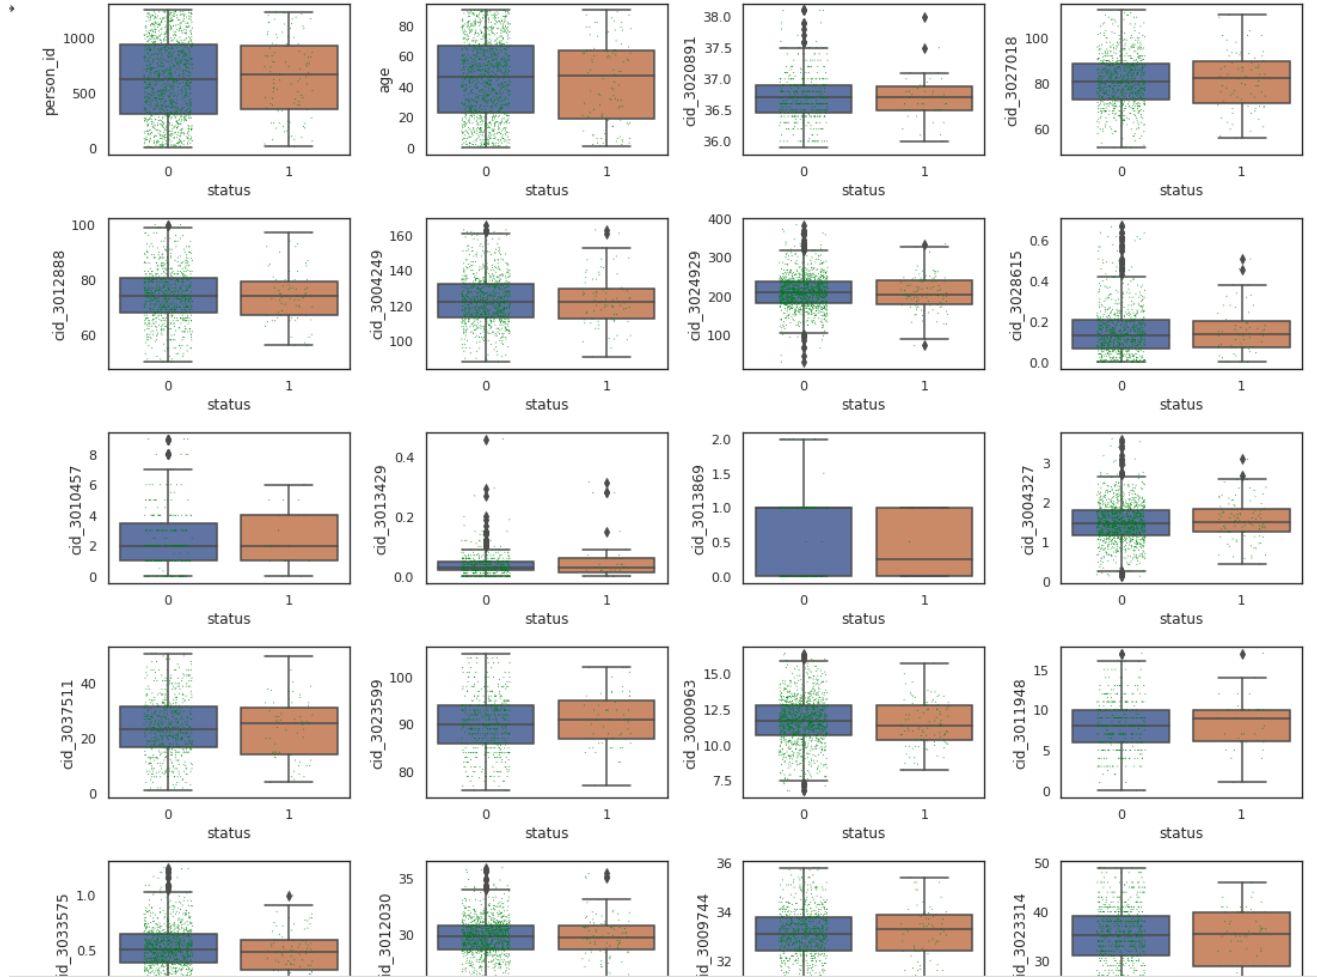 person_id
1000
500
0
0 1
status
age
80
60
40
20
0
0 1
status
cid_3020891
38.0
37.5
37.0
36.5
36.0
0 1
status
cid_3027018
100
80
60
0 1
status
cid_3012888
100
80
60
0 1
status
cid_3004249
160
140
120
100
0 1
status
cid_3024929
400
300
200
100
0 1
status
cid_3028615
0.6
0.4
0.2
0.0
0 1
status
cid_3010457
8
6
4
2
0
0 1
status
cid_3013429
0.4
0.2
0.0
0 1
status
cid_3013869
2.0
1.5
1.0
0.5
0.0
0 1
status
cid_3004327
3
2
1
0
0 1
status
cid_3037511
40
20
0
0 1
status
cid_3023599
100
90
80
0 1
status
cid_3000963
15.0
12.5
10.0
7.5
0 1
status
cid_3011948
15
10
5
0
0 1
status
cid_3033575
1.0
0.5
cid_3012030
35
30
cid_3009744
36
34
32
cid_3023314
50
40
30